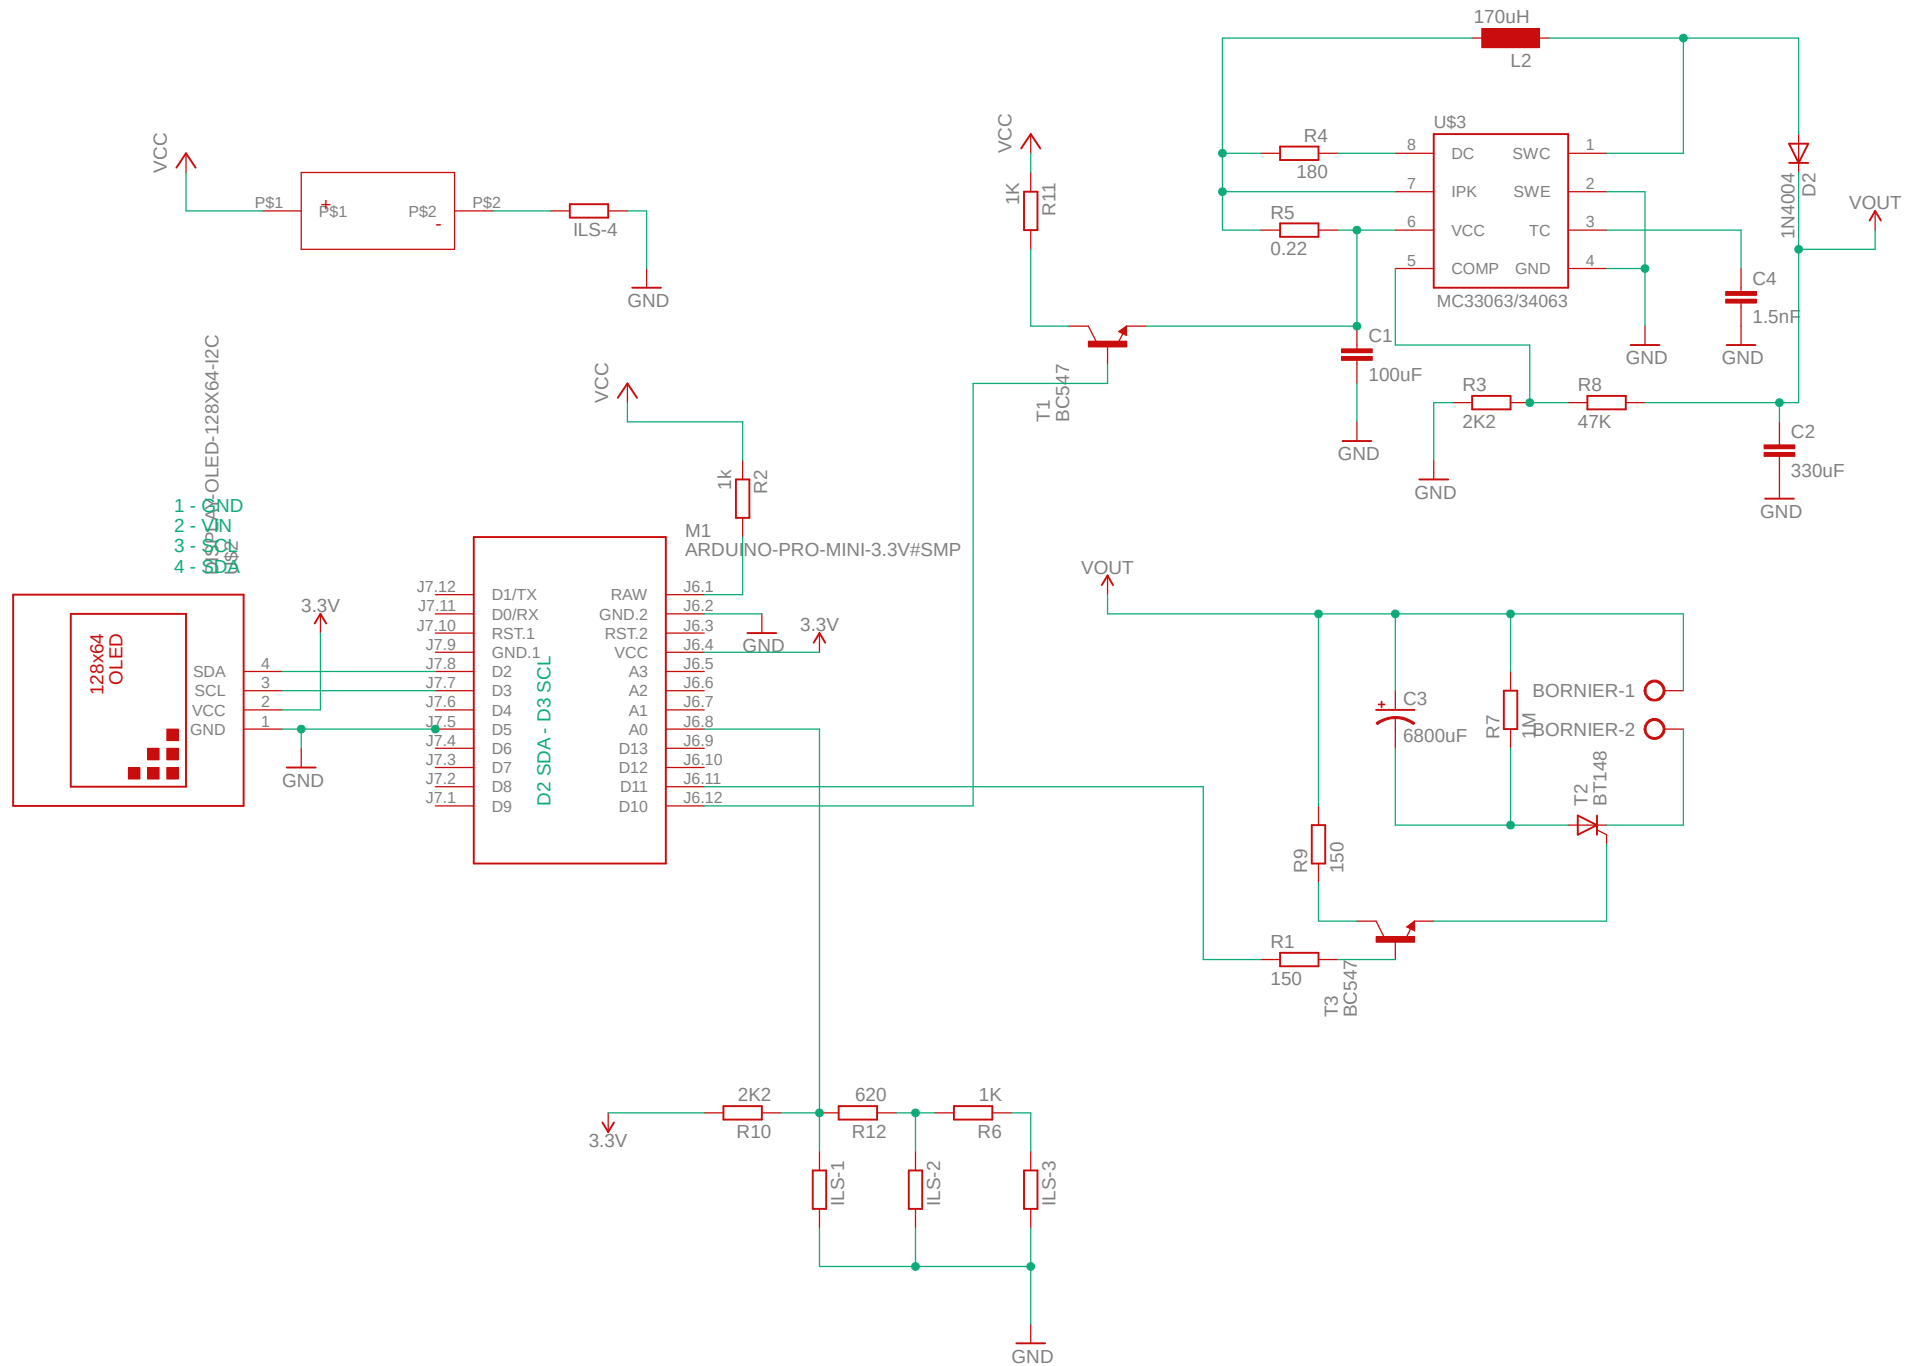 170uH
L2
VCC
P$1
P$1
+
P$2
-
P$2
ILS-4
GND
VCC
1K
R11
U$3
R4
180
R5
0.22
8
7
6
5
DC
IPK
VCC
COMP
SWC
SWE
TC
GND
1
2
3
4
MC33063/34063
1N4004
D2
VOUT
C4
1.5nF
GND
GND
C1
100uF
GND
T1
BC547
R3
2K2
R8
47K
GND
C2
330uF
GND
VCC
1k
R2
1 - GND
2 - VIN
3 - SCL
4 - SDA
128x64
OLED
SDA
SCL
VCC
GND
4
3
2
1
3.3V
GND
M1
ARDUINO-PRO-MINI-3.3V#SMP
J7.12
J7.11
J7.10
J7.9
J7.8
J7.7
J7.6
J7.5
J7.4
J7.3
J7.2
J7.1
D1/TX
D0/RX
RST.1
GND.1
D2
D3
D4
D5
D6
D7
D8
D9
D2 SDA - D3 SCL
RAW
GND.2
RST.2
VCC
A3
A2
A1
A0
D13
D12
D11
D10
J6.1
J6.2
J6.3
J6.4
J6.5
J6.6
J6.7
J6.8
J6.9
J6.10
J6.11
J6.12
GND
3.3V
VOUT
+
C3
6800uF
R7
1M
BORNIER-1
BORNIER-2
T2
BT148
R9
150
R1
150
T3
BC547
3.3V
2K2
R10
620
R12
1K
R6
ILS-1
ILS-2
ILS-3
GND